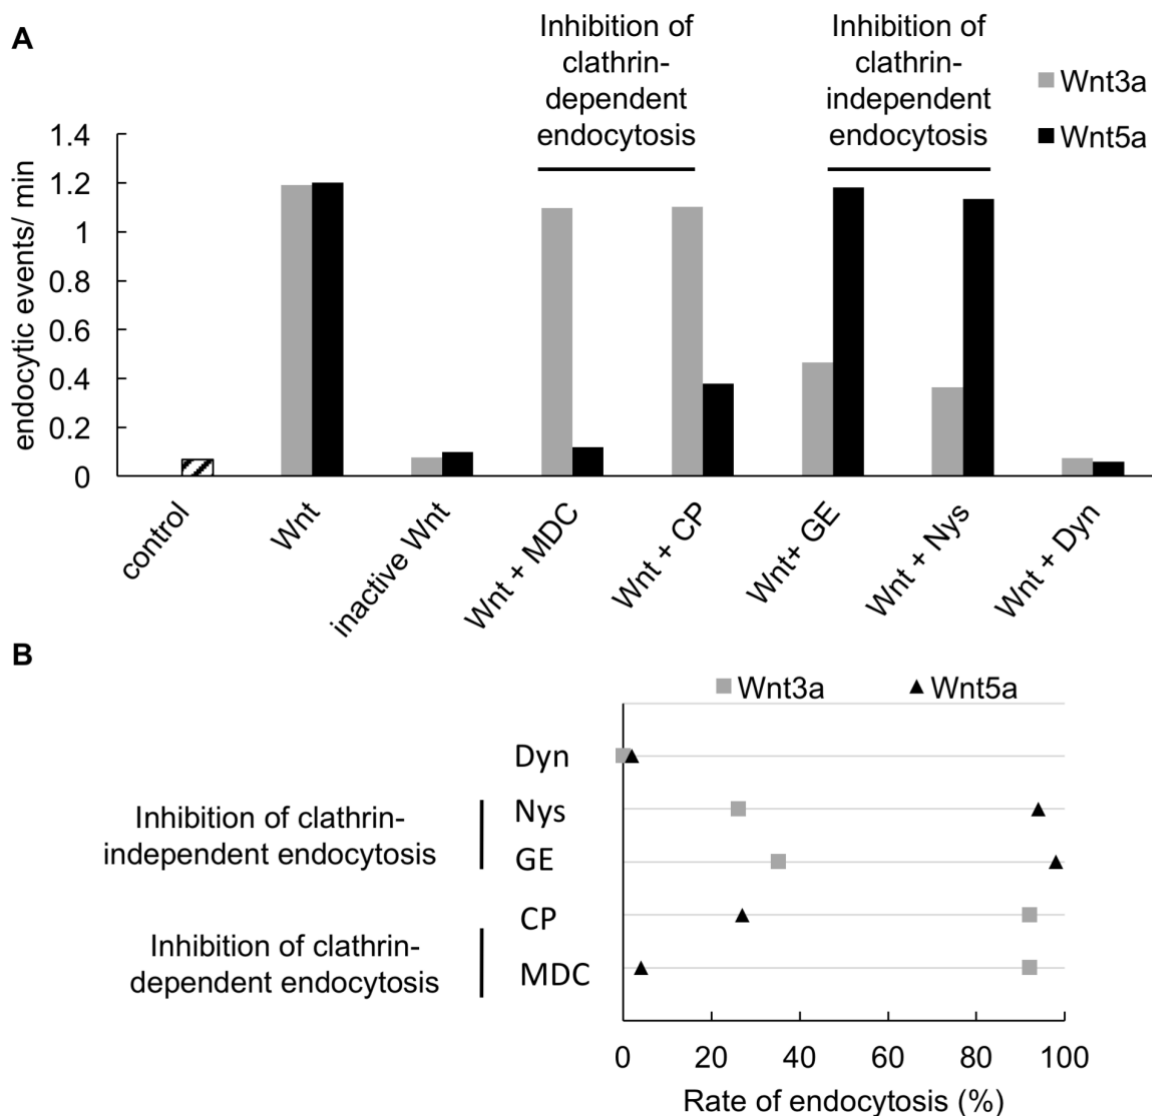 A
Inhibition of
clathrin-
dependent
endocytosis
Inhibition of
clathrin-
independent
endocytosis
Wnt3a
Wnt5a
endocytic events/ min
1.4
1.2
1
0.8
0.6
0.4
0.2
0
control
Wnt
inactive Wnt
Wnt + MDC
Wnt + CP
Wnt+ GE
Wnt + Nys
Wnt + Dyn
B
Wnt3a
Wnt5a
Dyn
Inhibition of clathrin-
independent endocytosis
Nys
GE
Inhibition of clathrin-
dependent endocytosis
CP
MDC
0 20 40 60 80 100
Rate of endocytosis (%)